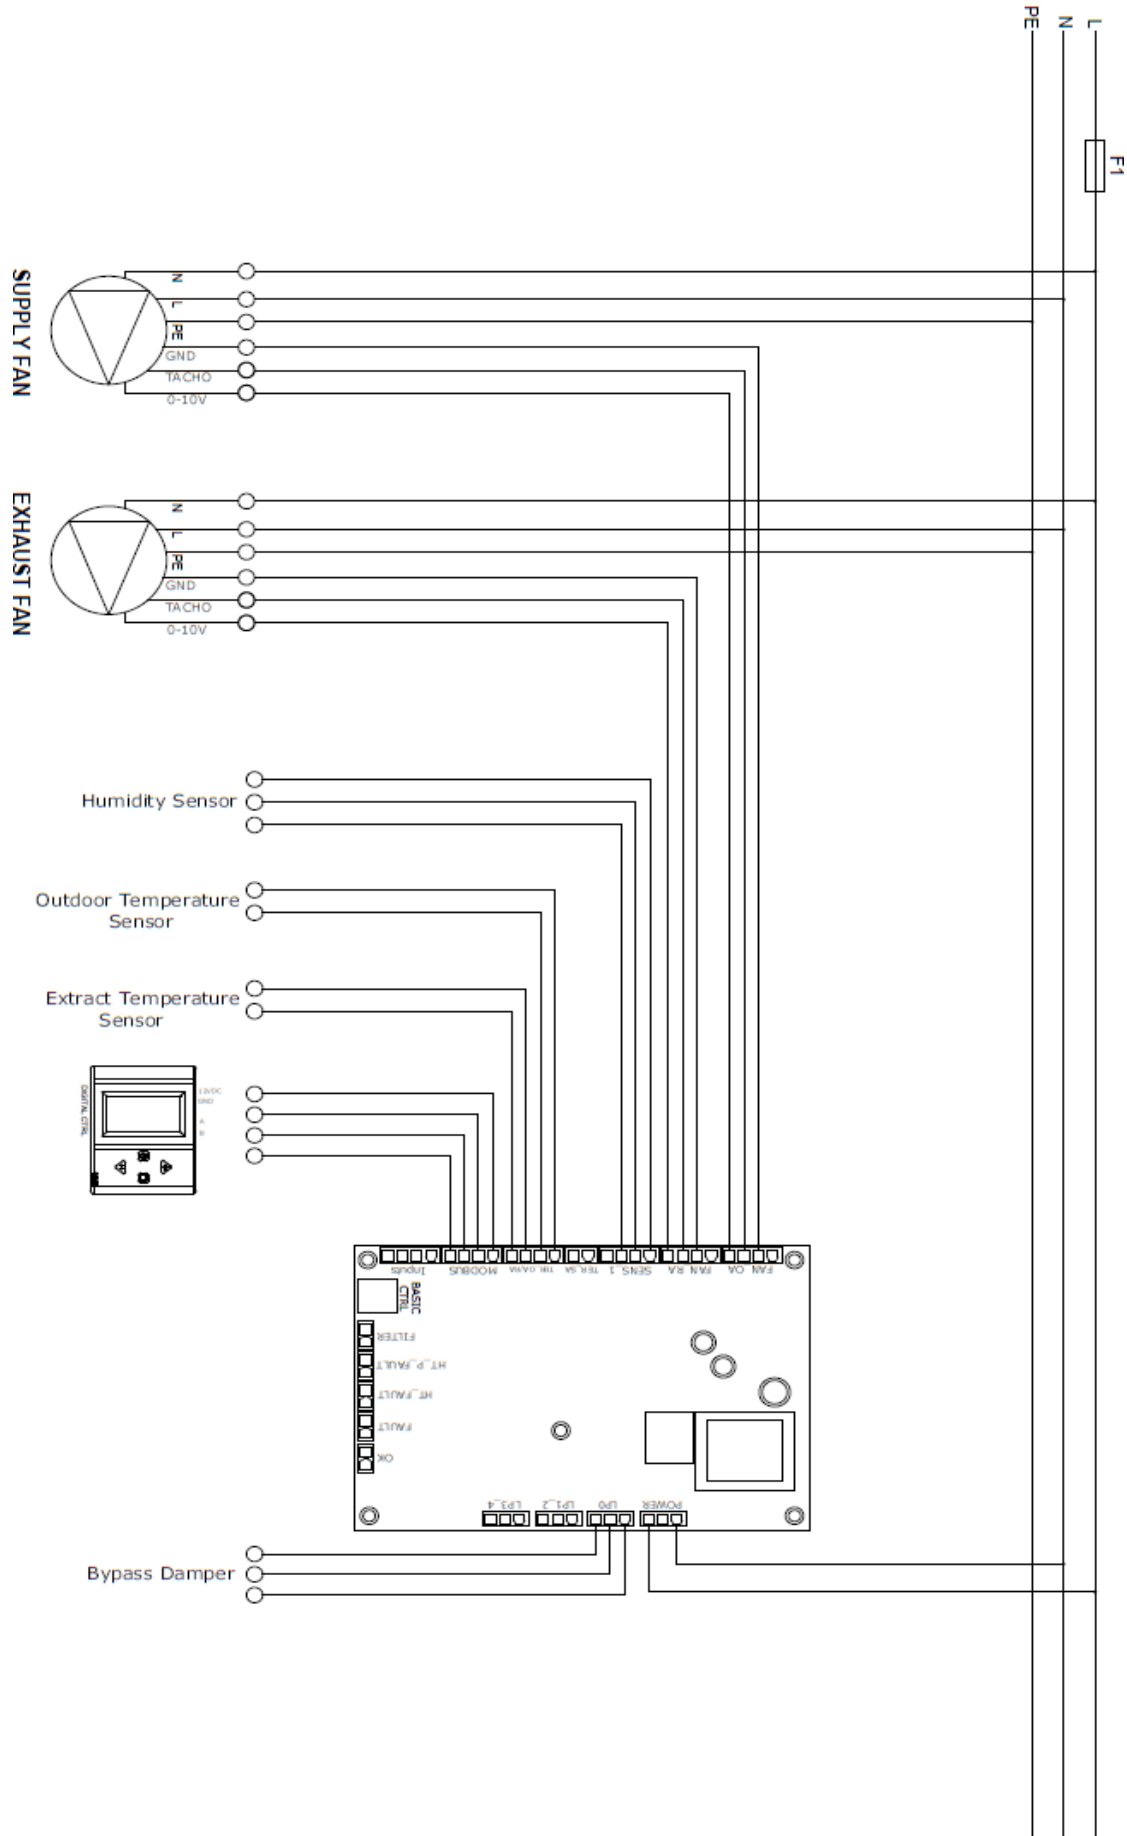 PE N L
F1
N
L
PE
GND
TACHO
0-10V
SUPPLY FAN
N
L
PE
GND
TACHO
0-10V
EXHAUST FAN
Humidity Sensor
Outdoor Temperature
Sensor
Extract Temperature
Sensor
DIGITAL CTRL
GND
A
B
Inputs MODBUS SENS_1 FAN_RA FAN OA
BASIC
CTRL
FILTER
HT_P_FAULT
HT_FAULT
FAULT
OK
LP3_4 LP1_2 LP0 POWER
Bypass Damper